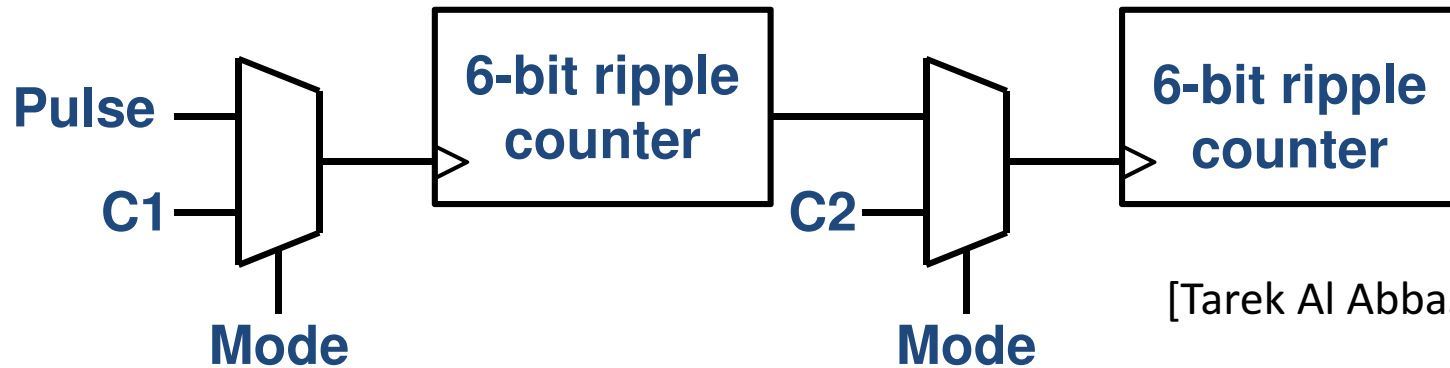 Pulse
C1
Mode
6-bit ripple
counter
C2
Mode
6-bit ripple
counter
[Tarek Al Abba